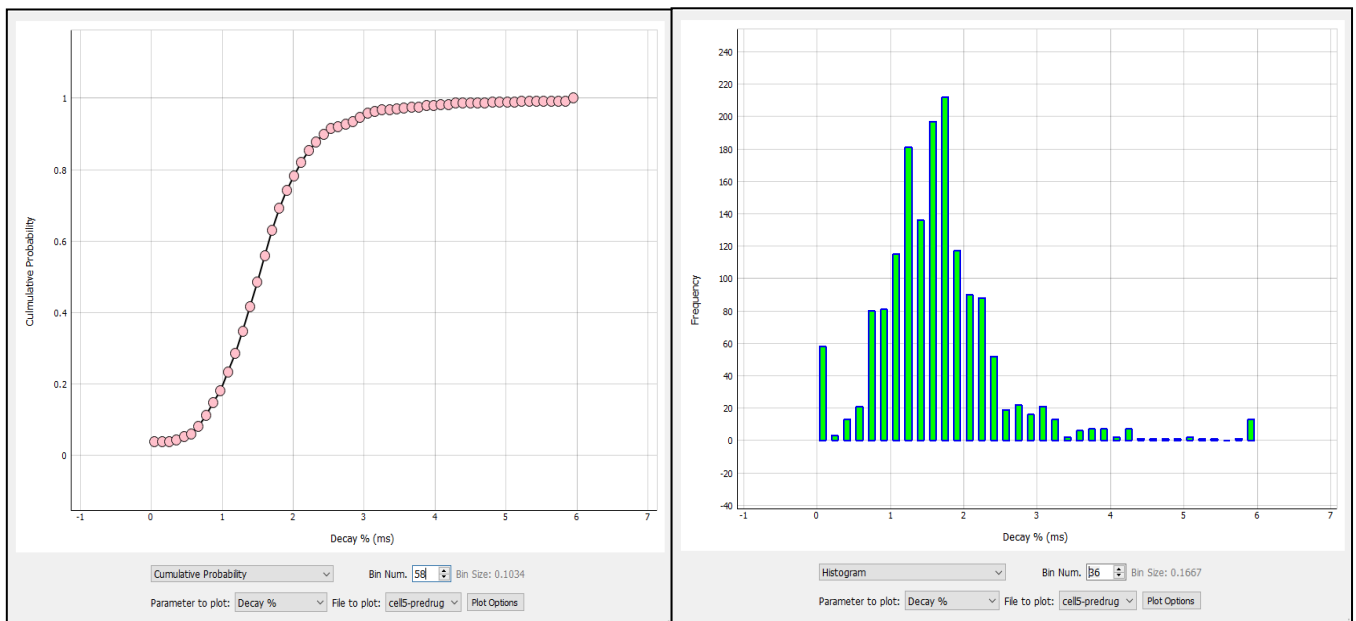 1
0.8
0.6
0.4
0.2
0
Culmulative Probability
-1 0 1 2 3 4 5 6 7
Decay % (ms)
Cumulative Probability Bin Num. 58 Bin Size: 0.1034
Parameter to plot: Decay % File to plot: cell5-predrug Plot Options
240
220
200
180
160
140
120
100
80
60
40
20
0
-20
-40
Frequency
-1 0 1 2 3 4 5 6 7
Decay % (ms)
Histogram Bin Num. 36 Bin Size: 0.1667
Parameter to plot: Decay % File to plot: cell5-predrug Plot Options